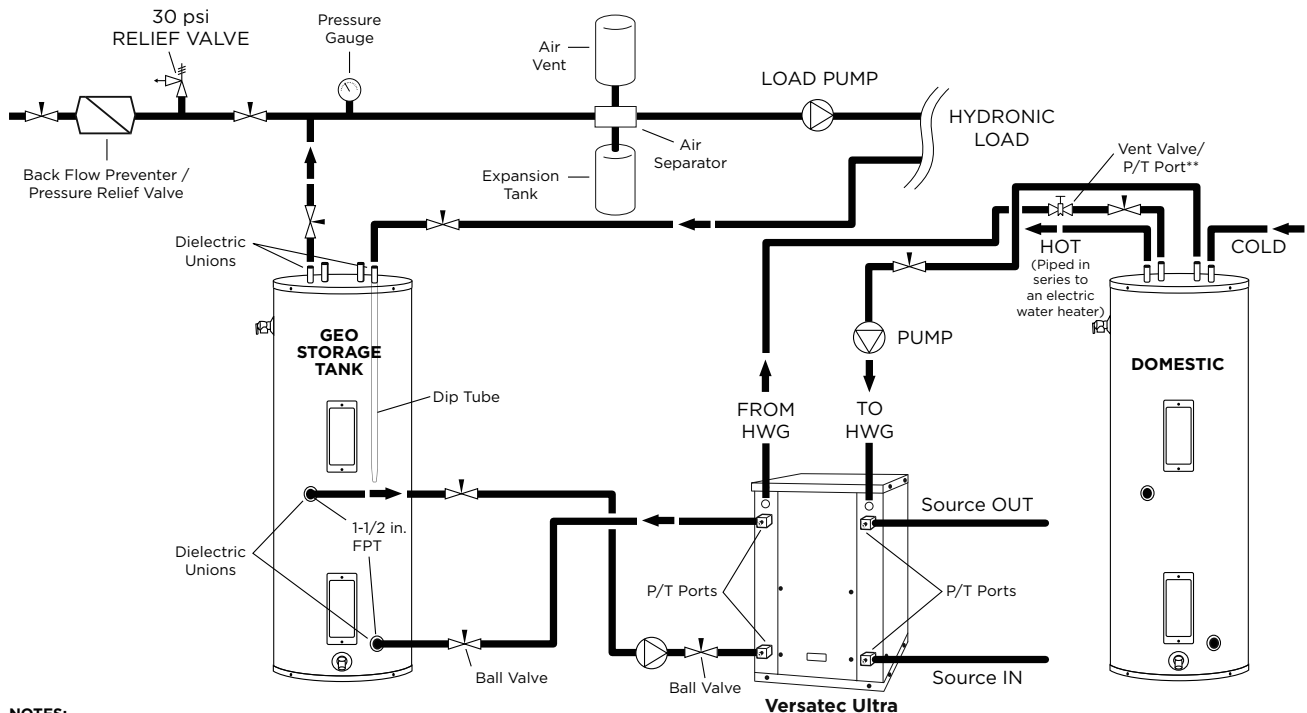 30 psi
RELIEF VALVE
Pressure
Gauge
Air
Vent
LOAD PUMP
HYDRONIC
LOAD
Back Flow Preventer /
Pressure Relief Valve
Air
Separator
Expansion
Tank
Vent Valve/
P/T Port**
Dielectric
Unions
HOT
(Piped in
series to
an electric
water heater)
COLD
GEO
STORAGE
TANK
PUMP
DOMESTIC
Dip Tube
FROM
HWG
TO
HWG
Source OUT
1-1/2 in.
FPT
Dielectric
Unions
P/T Ports
P/T Ports
Ball Valve
Ball Valve
Source IN
Versatec Ultra
NOTES: